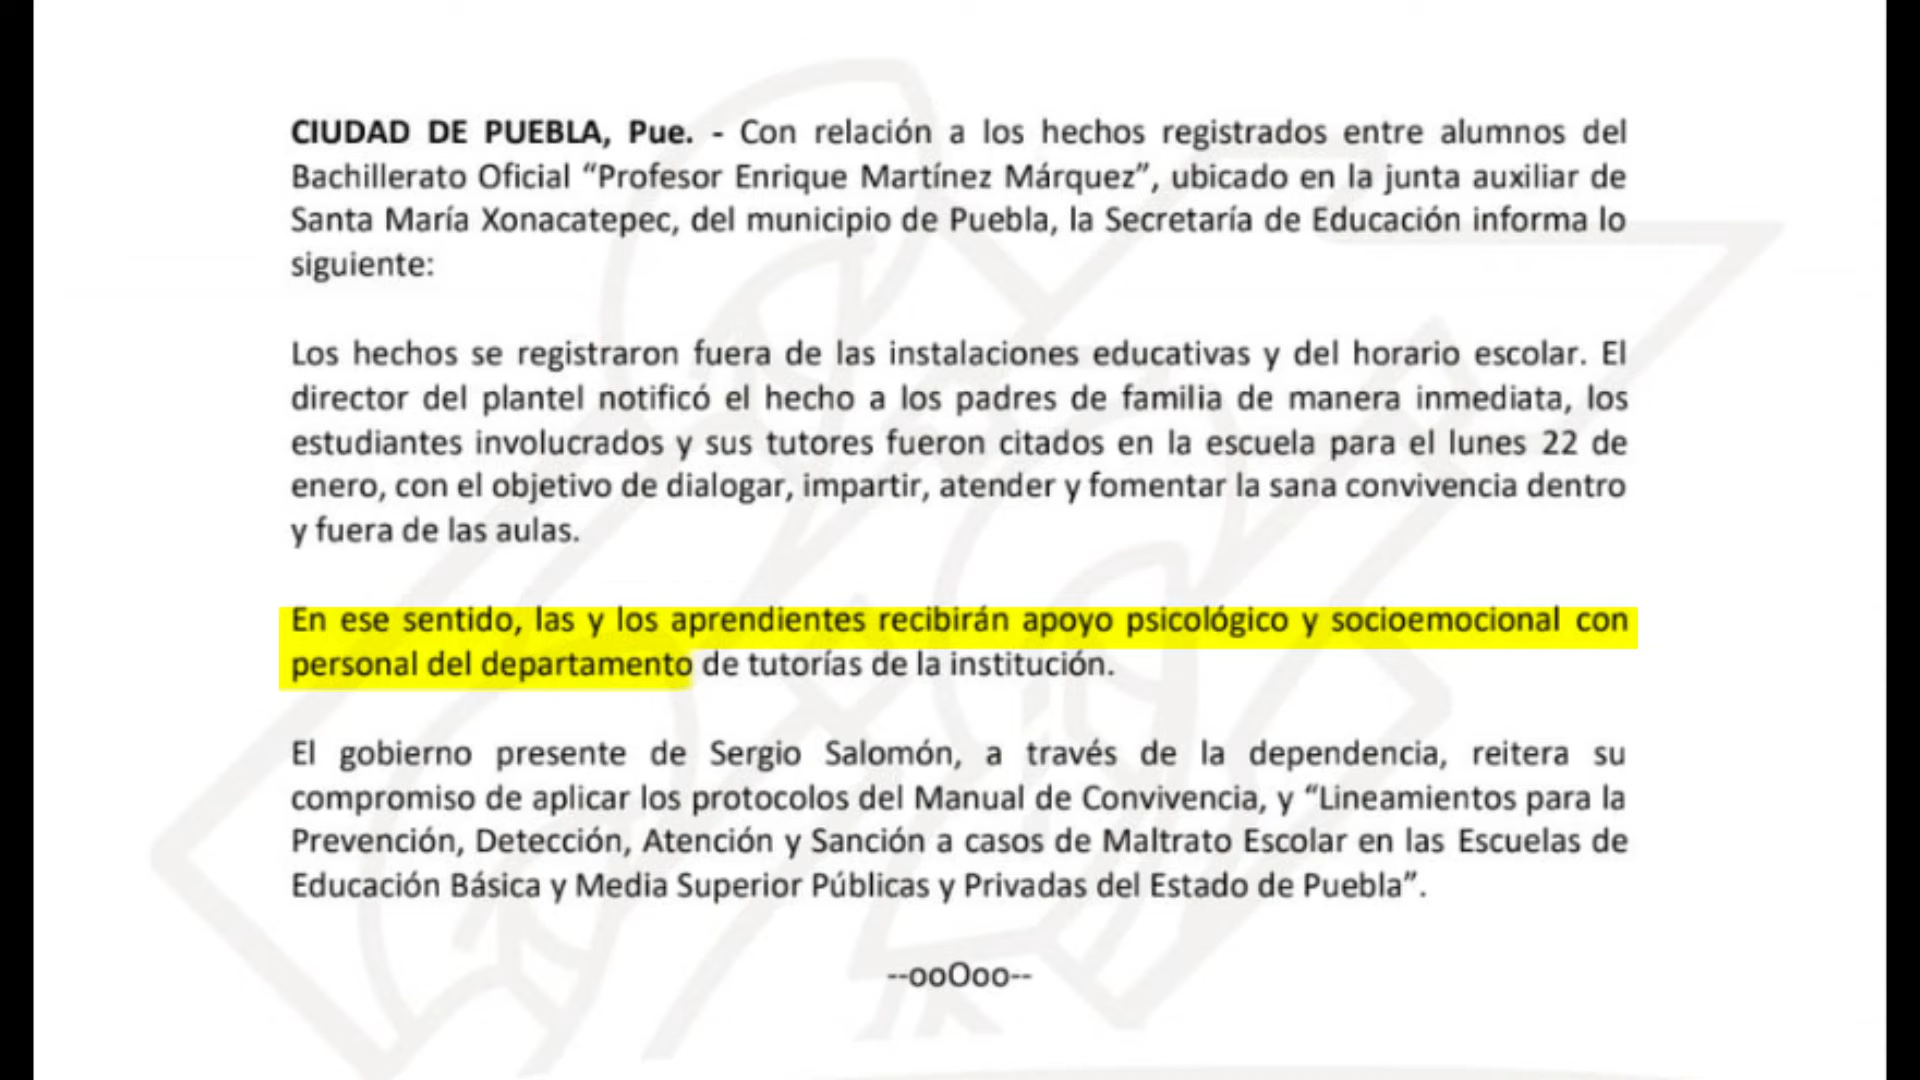 CIUDAD DE PUEBLA, Pue. - Con relación a los hechos registrados entre alumnos del
Bachillerato Oficial “Profesor Enrique Martínez Márquez”, ubicado en la junta auxiliar de
Santa María Xonacatepec, del municipio de Puebla, la Secretaría de Educación informa lo
siguiente:
Los hechos se registraron fuera de las instalaciones educativas y del horario escolar. El
director del plantel notificó el hecho a los padres de familia de manera inmediata, los
estudiantes involucrados y sus tutores fueron citados en la escuela para el lunes 22 de
enero, con el objetivo de dialogar, impartir, atender y fomentar la sana convivencia dentro
y fuera de las aulas.
En ese sentido, las y los aprendientes recibirán apoyo psicológico y socioemocional con
personal del departamento de tutorías de la institución.
El gobierno presente de Sergio Salomón, a través de la dependencia, reitera su
compromiso de aplicar los protocolos del Manual de Convivencia, y “Lineamientos para la
Prevención, Detección, Atención y Sanción a casos de Maltrato Escolar en las Escuelas de
Educación Básica y Media Superior Públicas y Privadas del Estado de Puebla”.
--ooOoo--